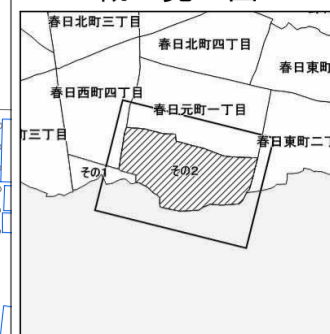 春日北町三丁目
春日北町四丁目
春日東町
春日西町四丁目
春日元町一丁目
町三丁目
春日東町二丁
その1
その2